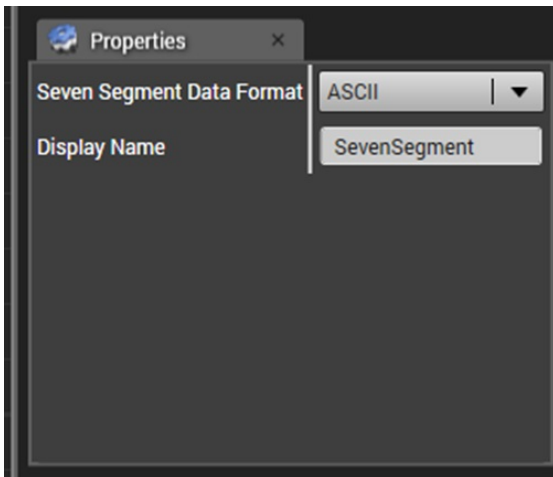 Properties
Seven Segment Data Format ASCII
Display Name SevenSegment